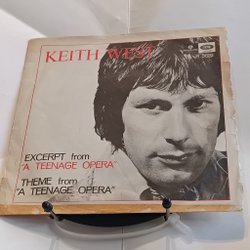 KEITH WEST
EXCERPT from
"A TEENAGE OPERA"
THEME from
"A TEENAGE OPERA"